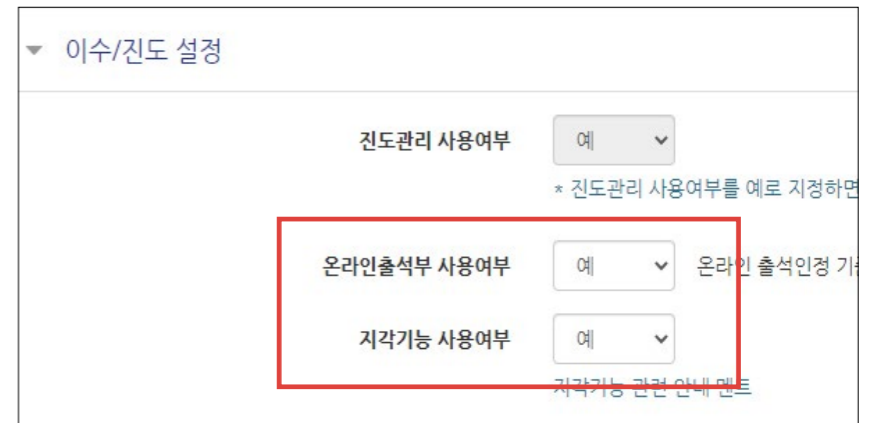 이수/진도 설정
진도관리 사용여부 예
* 진도관리 사용여부를 예로 지정하면
온라인출석부 사용여부 예 온라인 출석인정 기
지각기능 사용여부 예
지각기능 관련 안내 멘트